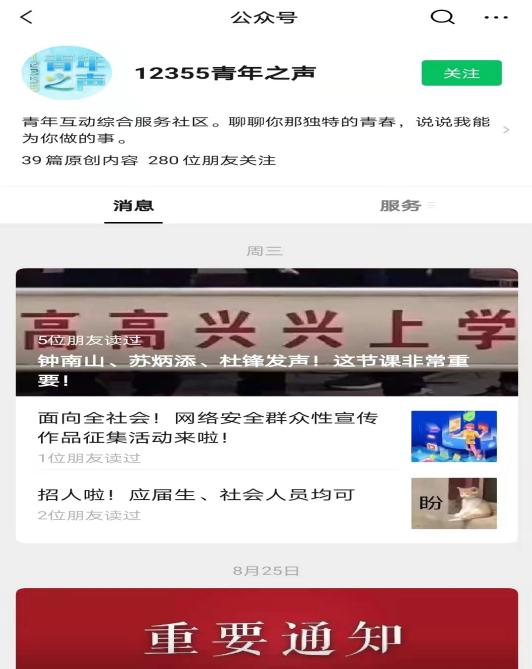 公众号
青年
之声
12355青年之声
关注
青年互动综合服务社区。聊聊你那独特的青春，说说我能
为你做的事。
39篇原创内容 280位朋友关注
消息
服务
周三
高高兴兴上学
5位朋友读过
钟南山、苏炳添、杜锋发声！这节课非常重
要！
面向全社会！网络安全群众性宣传
作品征集活动来啦！
1位朋友读过
招人啦！应届生、社会人员均可
2位朋友读过
盼
8月25日
重要通知